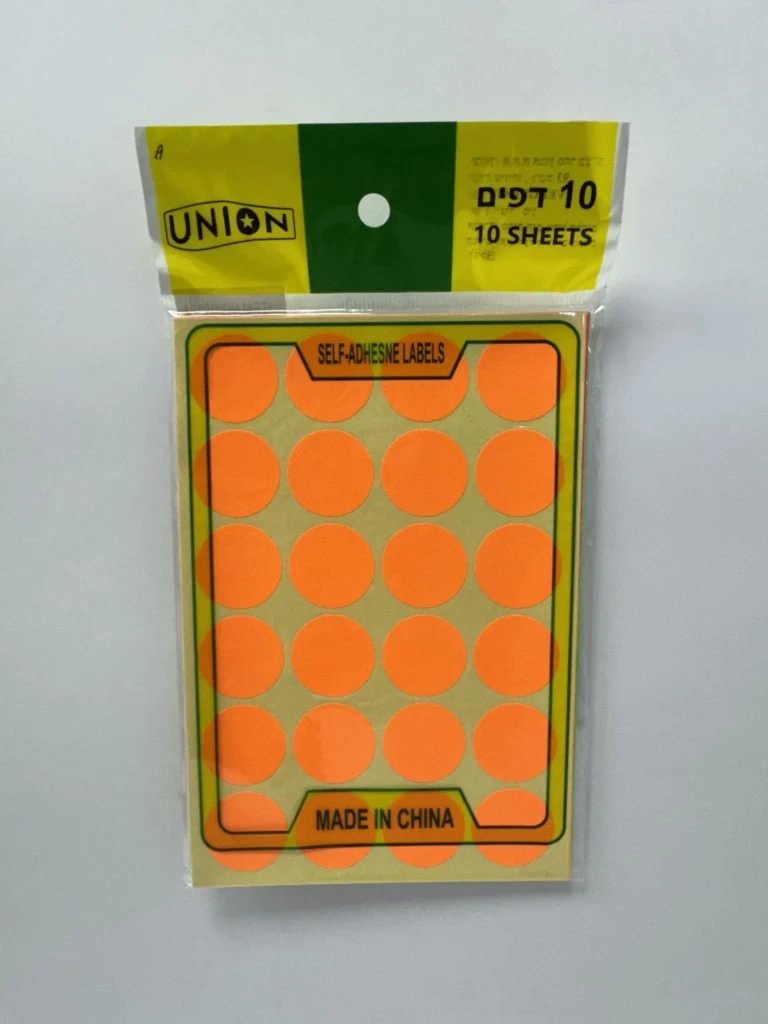 A
UNION
10 דפים
10 SHEETS
SELF-ADHESNE LABELS
MADE IN CHINA